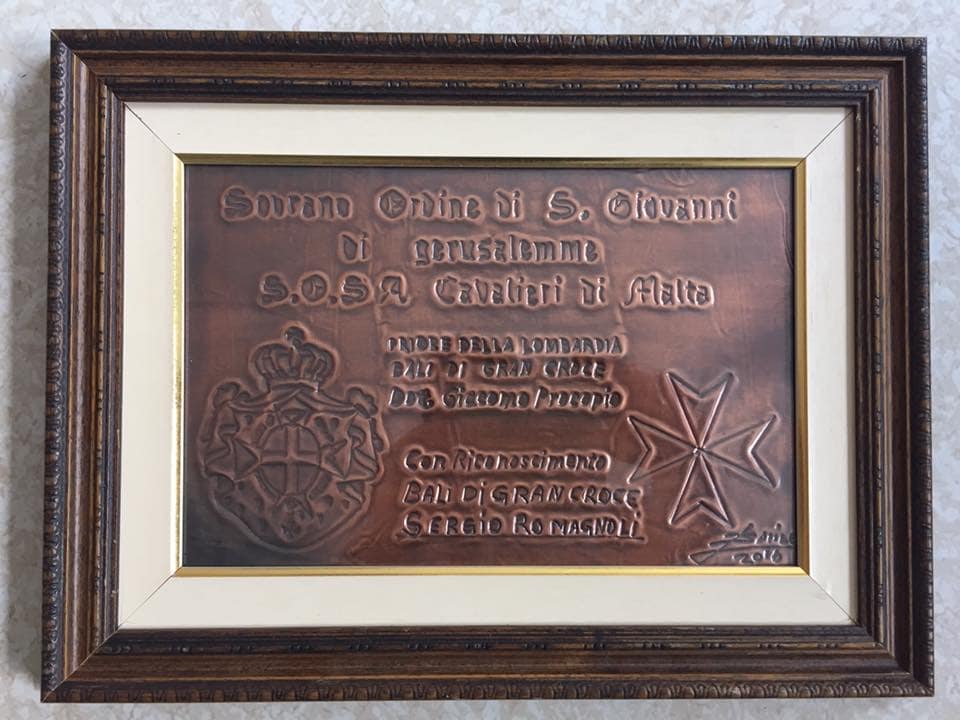 Sovrano Ordine di S. Giovanni
di gerusalemme
S.O.S A Cavalieri di Malta
PRIORE DELLA LOMBARDIA
BALI DI GRAN CROCE
Dot. Giacomo Procopio
Con Riconoscimento
BALI Di GRAN CROCE
SERGIO ROMAGNOLI
2016